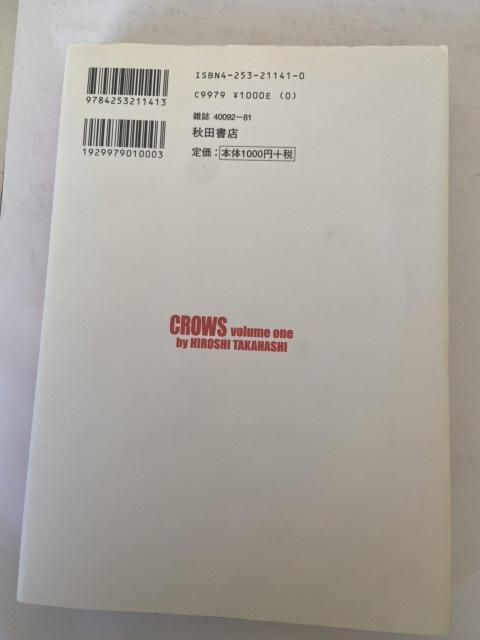 ISBN4-253-21141-0
9784253211413
C9979 ¥1000E (0)
雑誌 40092-81
秋田書店
1929979010003
定価：本体1000円＋税
CROWS volume one
by HIROSHI TAKAHASHI